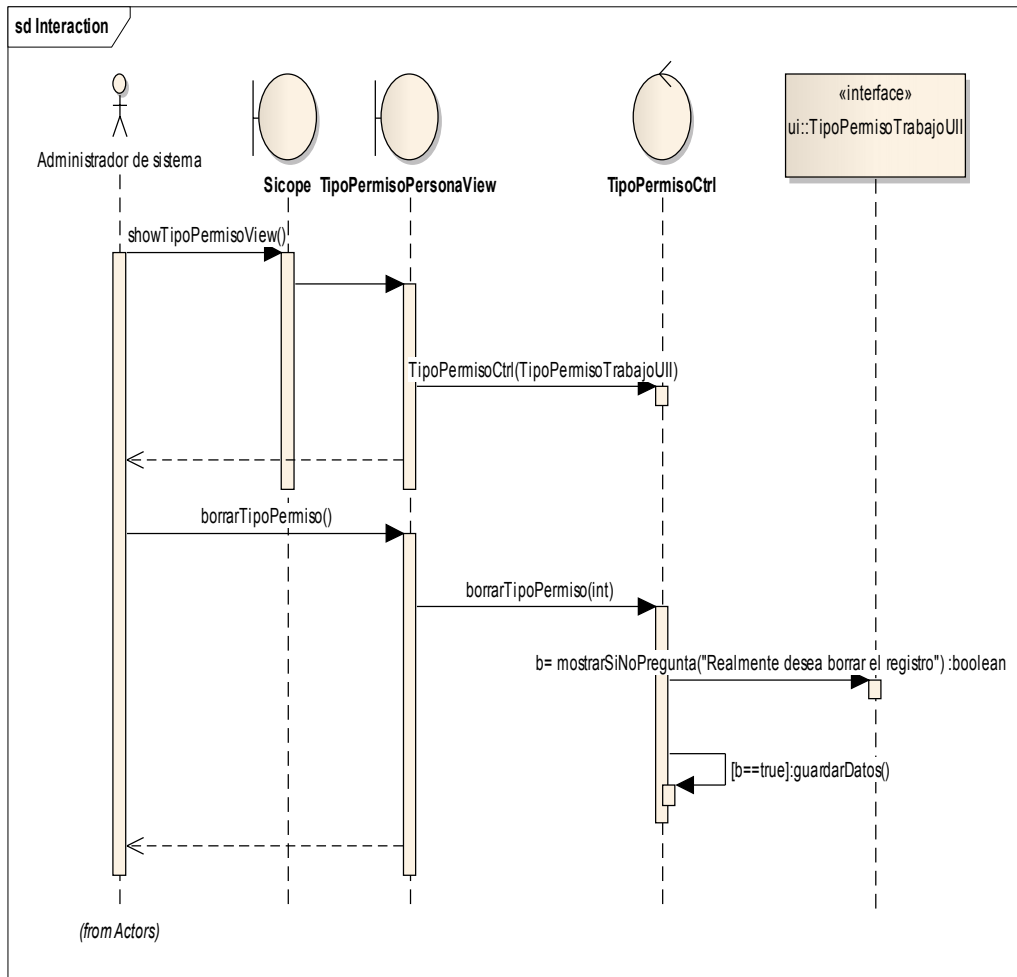 sd Interaction
«interface»
ui::TipoPermisoTrabajoUII
Administrador de sistema
Sicope
TipoPermisoPersonaView
TipoPermisoCtrl
showTipoPermisoView()
TipoPermisoCtrl(TipoPermisoTrabajoUII)
borrarTipoPermiso()
borrarTipoPermiso(int)
b= mostrarSiNoPregunta("Realmente desea borrar el registro") :boolean
[b==true]:guardarDatos()
(from Actors)